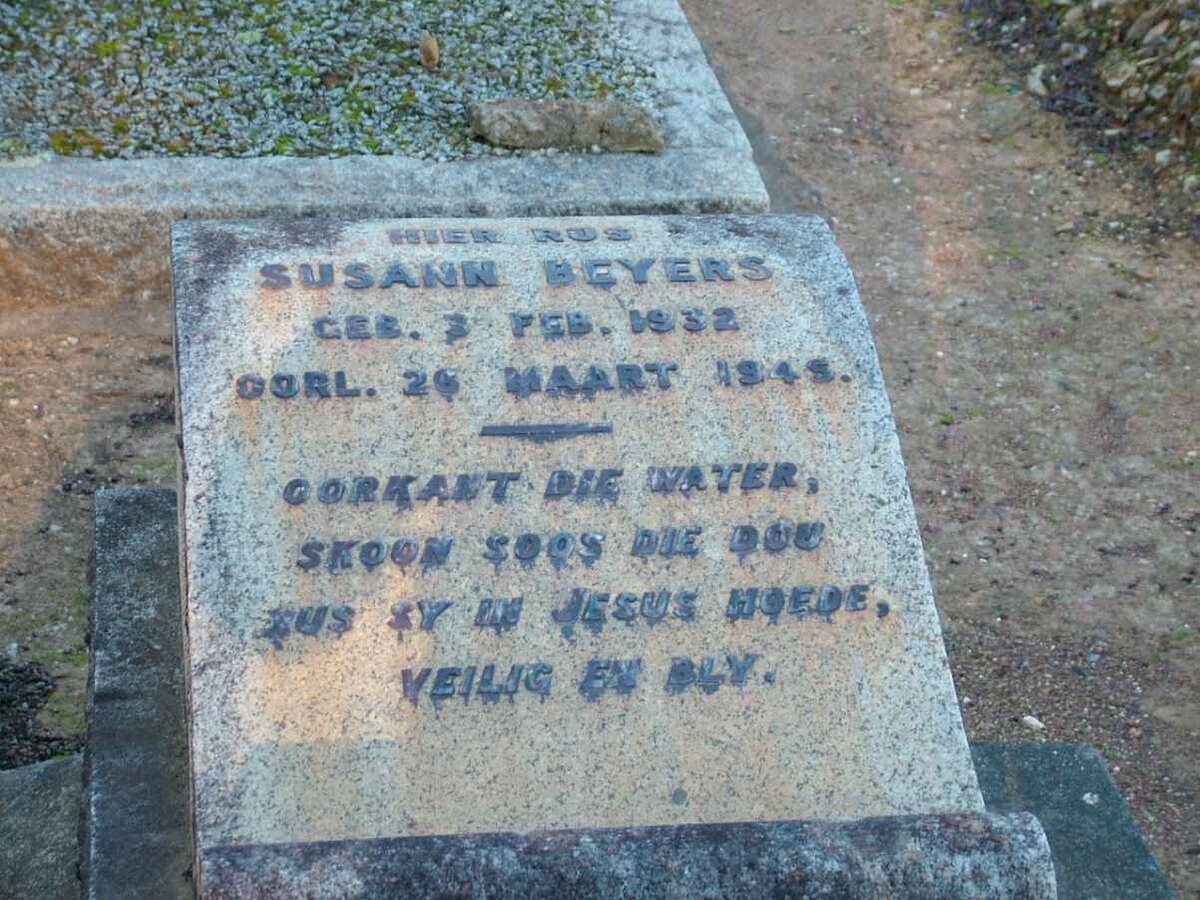 HIER RUS
SUSANN BEYERS
GEB. 3 FEB. 1932
OORL. 26 MAART 1945.
OORKANT DIE WATER,
SKOON SOOS DIE DOU
RUS SY IN JESUS HOEDE,
VEILIG EN BLY.